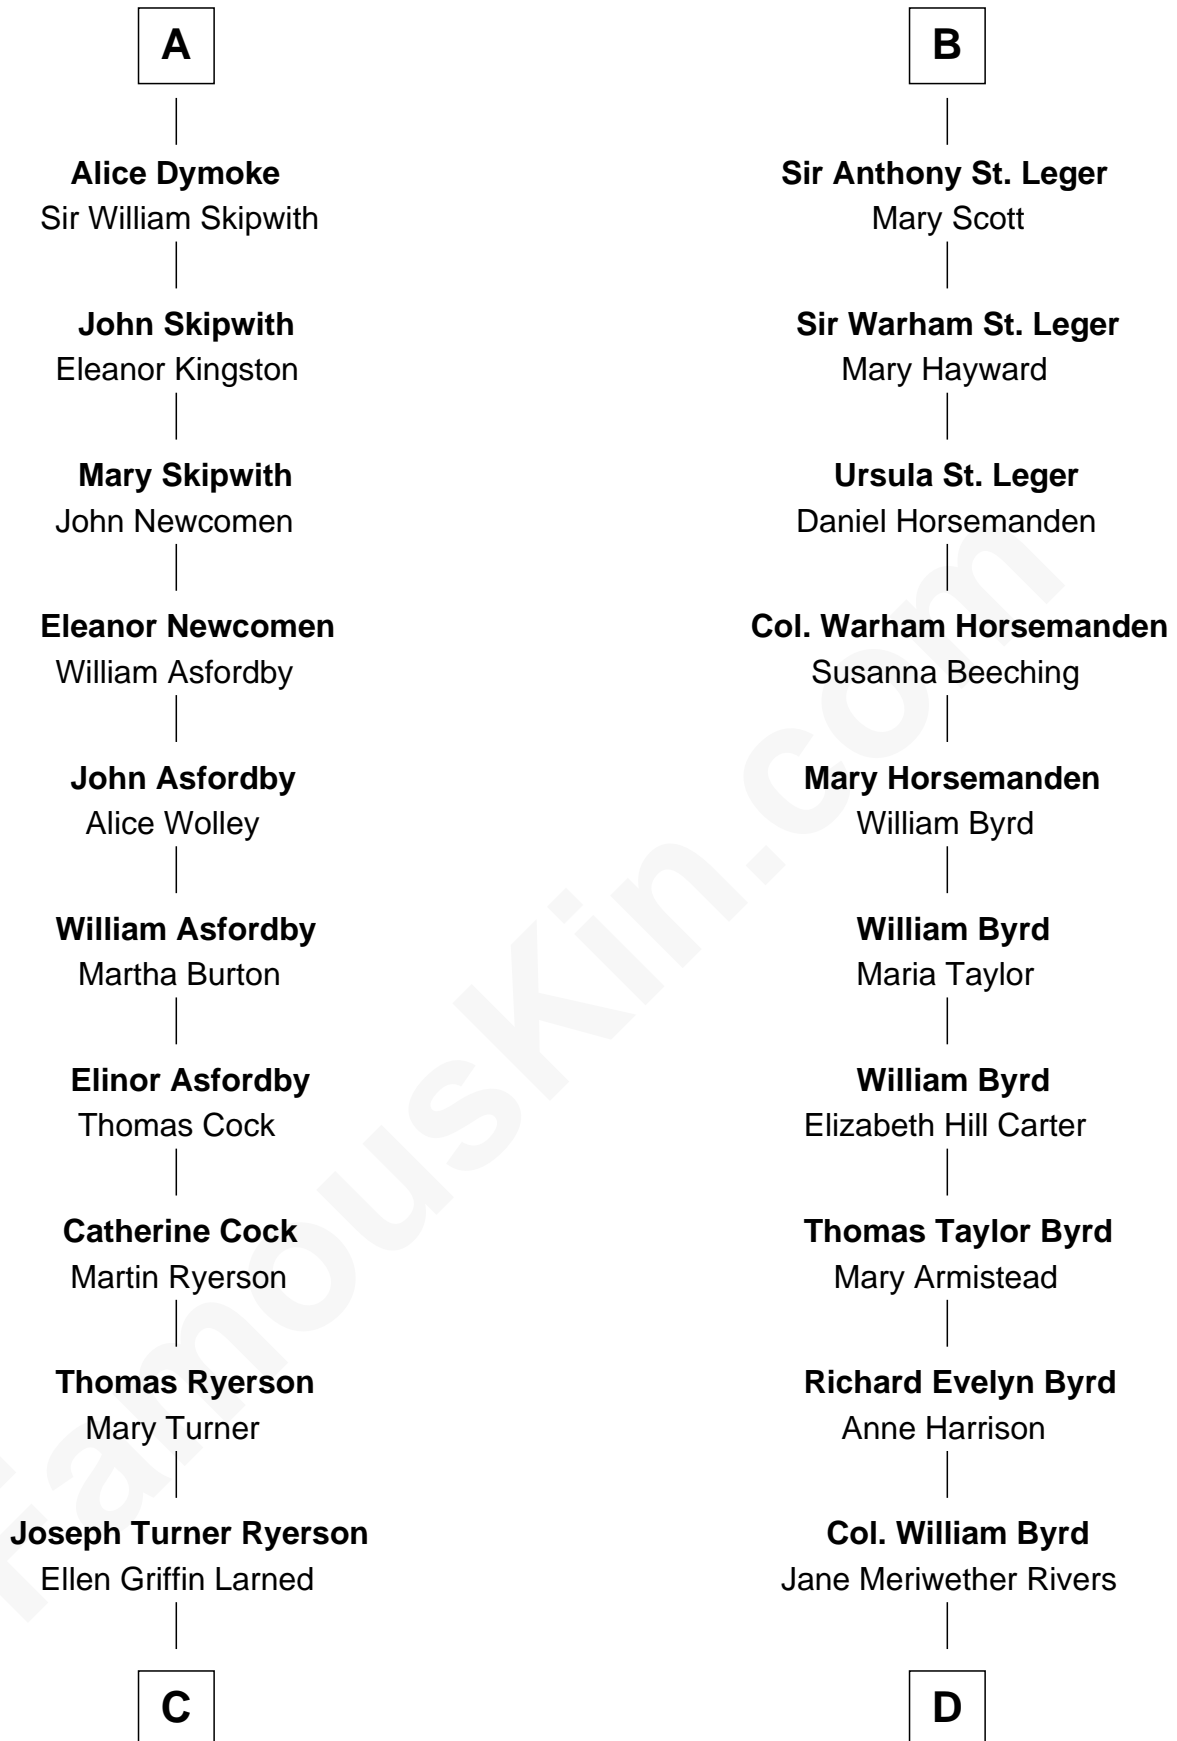 A
Alice Dymoke
Sir William Skipwith
John Skipwith
Eleanor Kingston
Mary Skipwith
John Newcomen
Eleanor Newcomen
William Asfordby
John Asfordby
Alice Wolley
William Asfordby
Martha Burton
Elinor Asfordby
Thomas Cock
Catherine Cock
Martin Ryerson
Thomas Ryerson
Mary Turner
Joseph Turner Ryerson
Ellen Griffin Larned
C
B
Sir Anthony St. Leger
Mary Scott
Sir Warham St. Leger
Mary Hayward
Ursula St. Leger
Daniel Horsemanden
Col. Warham Horsemanden
Susanna Beeching
Mary Horsemanden
William Byrd
William Byrd
Maria Taylor
William Byrd
Elizabeth Hill Carter
Thomas Taylor Byrd
Mary Armistead
Richard Evelyn Byrd
Anne Harrison
Col. William Byrd
Jane Meriwether Rivers
D
FamousKin.com